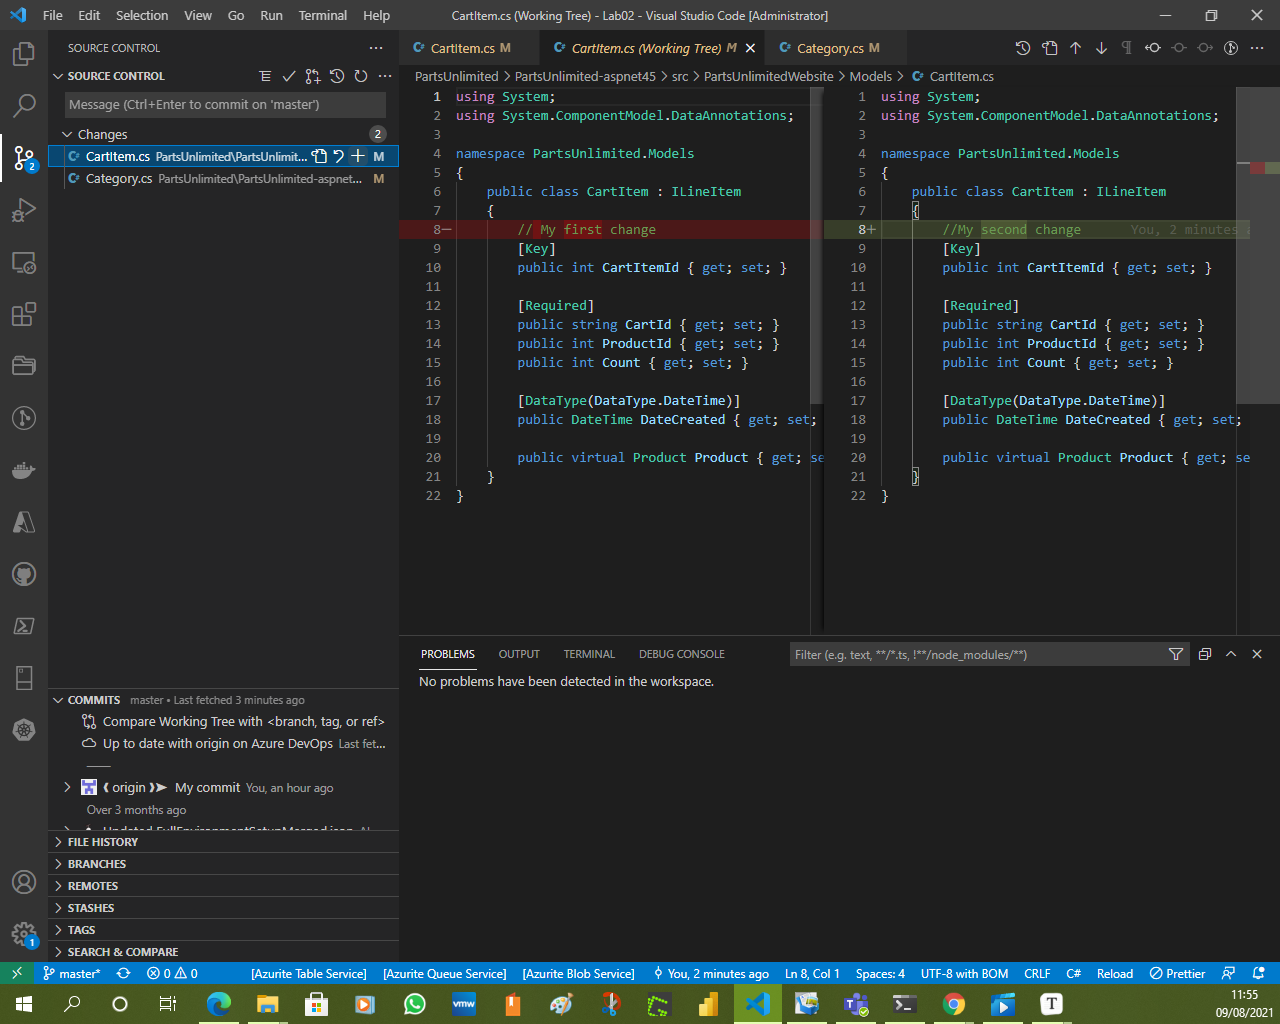 File Edit Selection View Go Run Terminal Help CartItem.cs (Working Tree) - Lab02 - Visual Studio Code [Administrator]
SOURCE CONTROL
SOURCE CONTROL
Message (Ctrl+Enter to commit on 'master')
Changes 2
CartItem.cs PartsUnlimited\PartsUnlimit... M
Category.cs PartsUnlimited\PartsUnlimited-aspnet... M
CartItem.cs M CartItem.cs (Working Tree) M Category.cs M
PartsUnlimited > PartsUnlimited-aspnet45 > src > PartsUnlimitedWebsite > Models > CartItem.cs
1 using System;
2 using System.ComponentModel.DataAnnotations;
3
4 namespace PartsUnlimited.Models
5 {
6 public class CartItem : ILineItem
7 {
8− // My first change
9 [Key]
10 public int CartItemId { get; set; }
11
12 [Required]
13 public string CartId { get; set; }
14 public int ProductId { get; set; }
15 public int Count { get; set; }
16
17 [DataType(DataType.DateTime)]
18 public DateTime DateCreated { get; set;
19
20 public virtual Product Product { get; se
21 }
22 }
1 using System;
2 using System.ComponentModel.DataAnnotations;
3
4 namespace PartsUnlimited.Models
5 {
6 public class CartItem : ILineItem
7 {
8+ //My second change You, 2 minutes
9 [Key]
10 public int CartItemId { get; set; }
11
12 [Required]
13 public string CartId { get; set; }
14 public int ProductId { get; set; }
15 public int Count { get; set; }
16
17 [DataType(DataType.DateTime)]
18 public DateTime DateCreated { get; set;
19
20 public virtual Product Product { get; se
21 }
22 }
PROBLEMS OUTPUT TERMINAL DEBUG CONSOLE Filter (e.g. text, **/*.ts, !**/node_modules/**)
No problems have been detected in the workspace.
COMMITS master • Last fetched 3 minutes ago
Compare Working Tree with <branch, tag, or ref>
Up to date with origin on Azure DevOps Last fet...
origin My commit You, an hour ago
Over 3 months ago
Updated FullEnvironmentSetupMerged.json
FILE HISTORY
BRANCHES
REMOTES
STASHES
TAGS
SEARCH & COMPARE
2
1
master* 0 0 [Azurite Table Service] [Azurite Queue Service] [Azurite Blob Service] You, 2 minutes ago Ln 8, Col 1 Spaces: 4 UTF-8 with BOM CRLF C# Reload Prettier
vmw T 11:55
09/08/2021